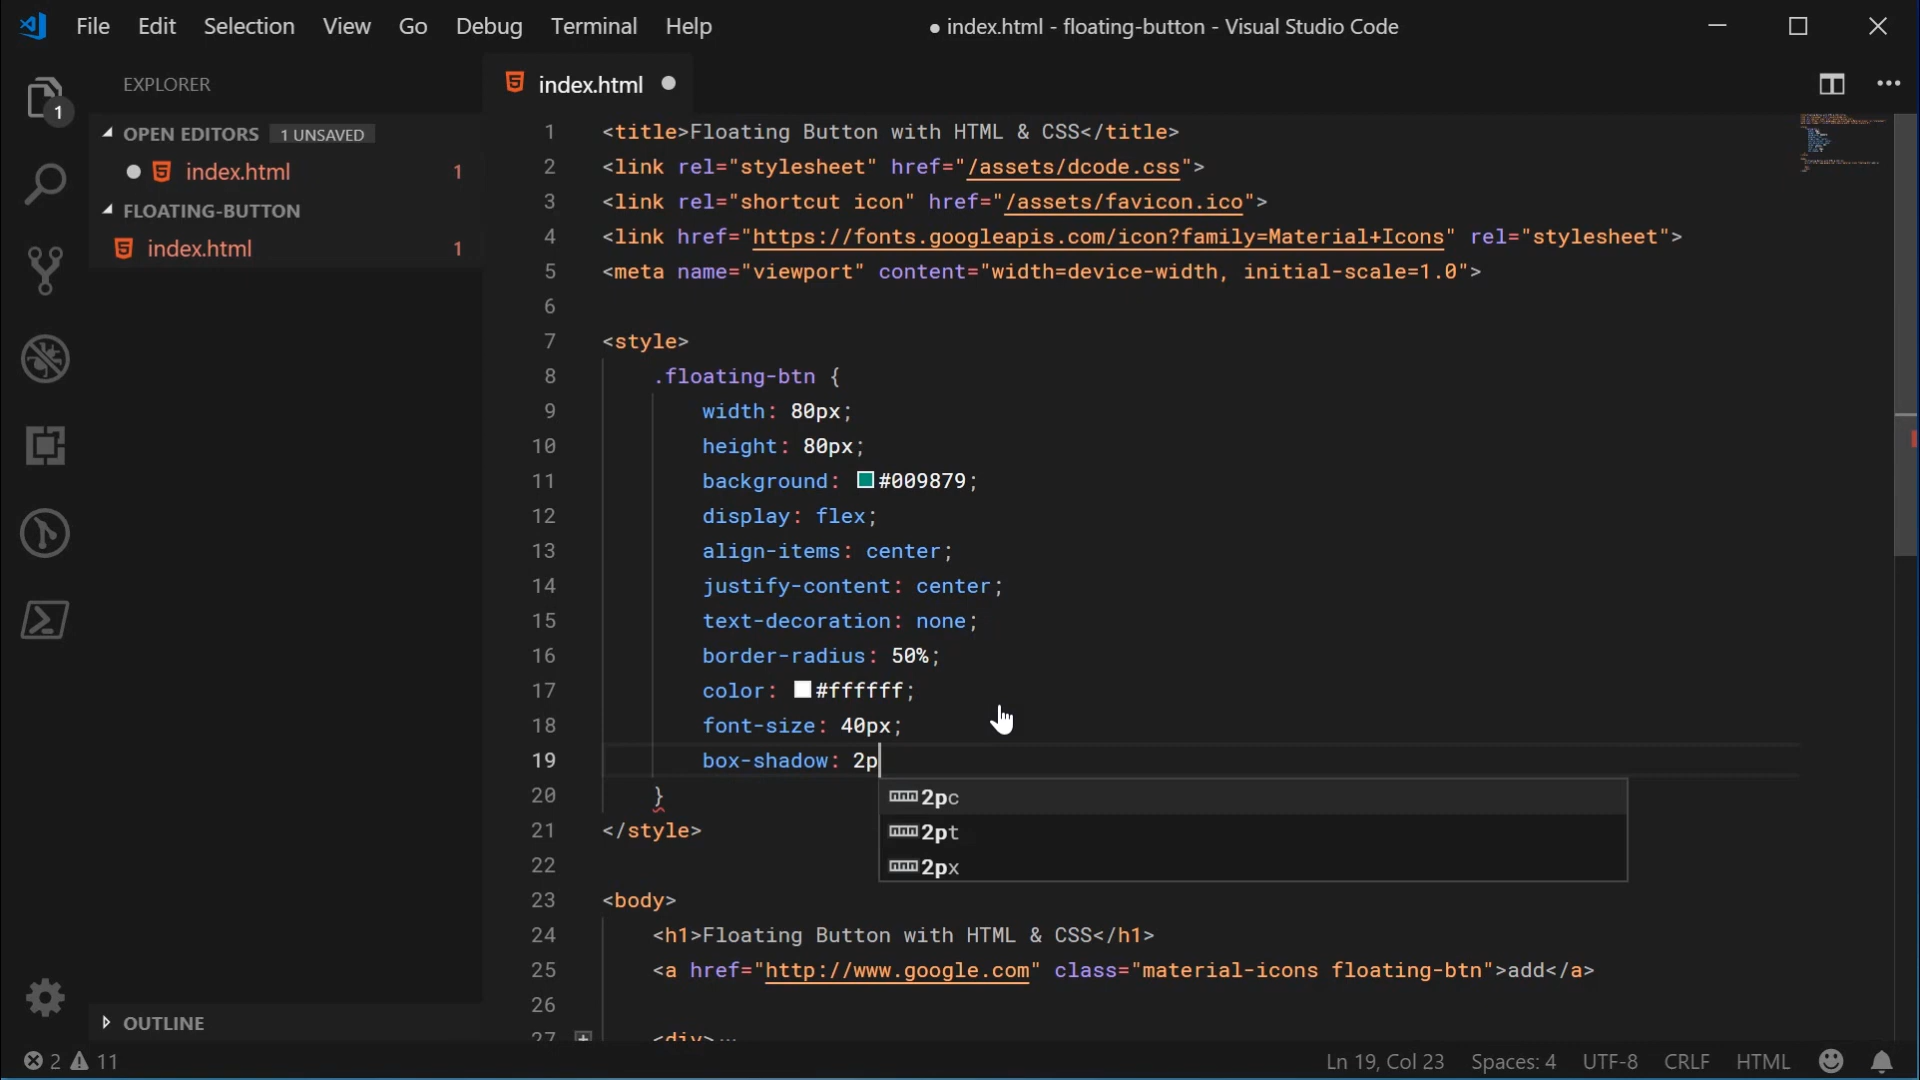 File Edit Selection View Go Debug Terminal Help
● index.html - floating-button - Visual Studio Code
EXPLORER
OPEN EDITORS 1 UNSAVED
index.html 1
FLOATING-BUTTON
index.html 1
OUTLINE
1
index.html
1 <title>Floating Button with HTML & CSS</title>
2 <link rel="stylesheet" href="/assets/dcode.css">
3 <link rel="shortcut icon" href="/assets/favicon.ico">
4 <link href="https://fonts.googleapis.com/icon?family=Material+Icons" rel="stylesheet">
5 <meta name="viewport" content="width=device-width, initial-scale=1.0">
6
7 <style>
8 .floating-btn {
9 width: 80px;
10 height: 80px;
11 background: #009879;
12 display: flex;
13 align-items: center;
14 justify-content: center;
15 text-decoration: none;
16 border-radius: 50%;
17 color: #ffffff;
18 font-size: 40px;
19 box-shadow: 2p
2pc
2pt
2px
20 }
21 </style>
22
23 <body>
24 <h1>Floating Button with HTML & CSS</h1>
25 <a href="http://www.google.com" class="material-icons floating-btn">add</a>
26
27 <div>…
2 11
Ln 19, Col 23 Spaces: 4 UTF-8 CRLF HTML